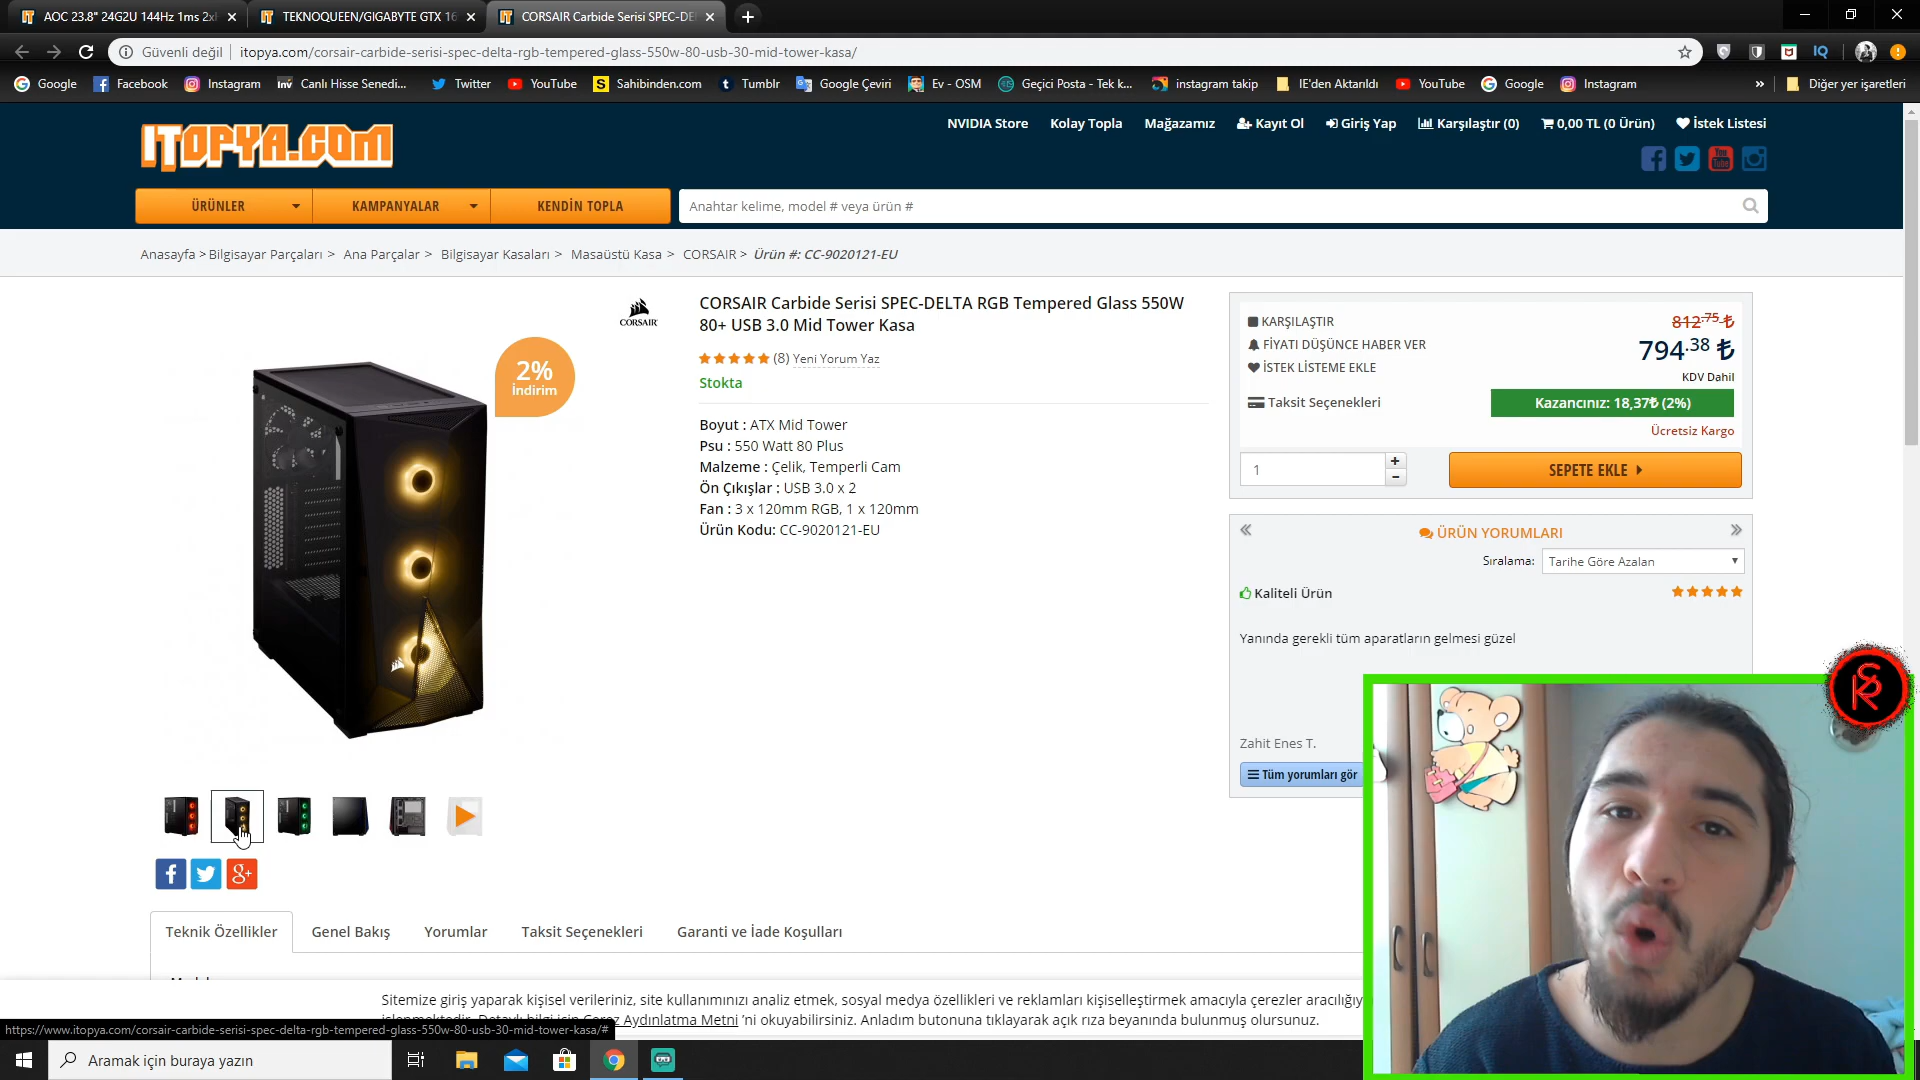 AOC 23.8" 24G2U 144Hz 1ms 2xH
TEKNOQUEEN/GIGABYTE GTX 16
CORSAIR Carbide Serisi SPEC-DE
Güvenli değil
itopya.com/corsair-carbide-serisi-spec-delta-rgb-tempered-glass-550w-80-usb-30-mid-tower-kasa/
IQ
Google
Facebook
Instagram
inv Canlı Hisse Senedi...
Twitter
YouTube
S Sahibinden.com
Tumblr
Google Çeviri
Ev - OSM
Geçici Posta - Tek k...
instagram takip
IE'den Aktarıldı
YouTube
Google
Instagram
»
Diğer yer işaretleri
ITOPYA.COM
NVIDIA Store
Kolay Topla
Mağazamız
Kayıt Ol
Giriş Yap
Karşılaştır (0)
0,00 TL (0 Ürün)
İstek Listesi
ÜRÜNLER
KAMPANYALAR
KENDİN TOPLA
Anahtar kelime, model # veya ürün #
Anasayfa > Bilgisayar Parçaları > Ana Parçalar > Bilgisayar Kasaları > Masaüstü Kasa > CORSAIR > Ürün #: CC-9020121-EU
2%
İndirim
CORSAIR
CORSAIR Carbide Serisi SPEC-DELTA RGB Tempered Glass 550W
80+ USB 3.0 Mid Tower Kasa
(8) Yeni Yorum Yaz
Stokta
Boyut : ATX Mid Tower
Psu : 550 Watt 80 Plus
Malzeme : Çelik, Temperli Cam
Ön Çıkışlar : USB 3.0 x 2
Fan : 3 x 120mm RGB, 1 x 120mm
Ürün Kodu: CC-9020121-EU
KARŞILAŞTIR
FİYATI DÜŞÜNCE HABER VER
İSTEK LİSTEME EKLE
Taksit Seçenekleri
812.75 ₺
794.38 ₺
KDV Dahil
Kazancınız: 18,37₺ (2%)
Ücretsiz Kargo
1
+
-
SEPETE EKLE
ÜRÜN YORUMLARI
Sıralama: Tarihe Göre Azalan
Kaliteli Ürün
Yanında gerekli tüm aparatların gelmesi güzel
Zahit Enes T.
Tüm yorumları gör
Teknik Özellikler
Genel Bakış
Yorumlar
Taksit Seçenekleri
Garanti ve İade Koşulları
Sitemize giriş yaparak kişisel verileriniz, site kullanımınızı analiz etmek, sosyal medya özellikleri ve reklamları kişiselleştirmek amacıyla çerezler aracılığıy
Aydınlatma Metni 'ni okuyabilirsiniz. Anladım butonuna tıklayarak açık rıza beyanında bulunmuş olursunuz.
https://www.itopya.com/corsair-carbide-serisi-spec-delta-rgb-tempered-glass-550w-80-usb-30-mid-tower-kasa/#
Aramak için buraya yazın